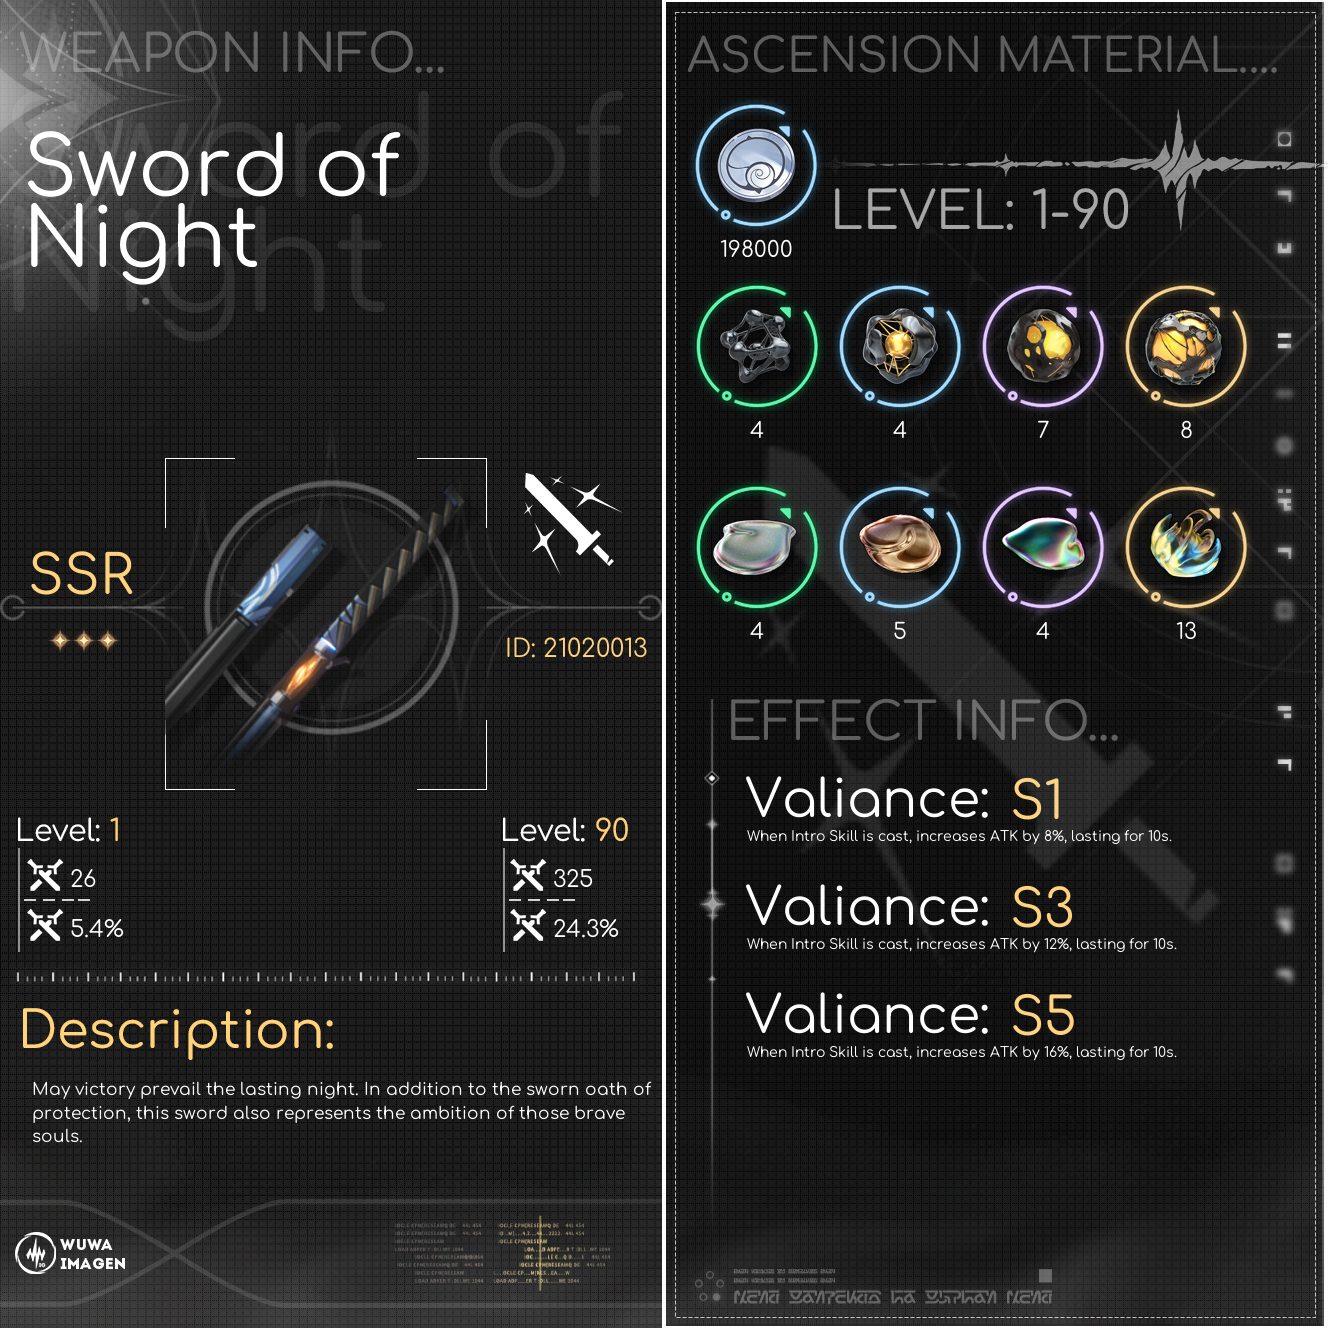 WEAPON INFO...
Sword of
Night
SSR
ID: 21020013
Level: 1
26
5.4%
Level: 90
325
24.3%
Description:
May victory prevail the lasting night. In addition to the sworn oath of
protection, this sword also represents the ambition of those brave
souls.
WUWA
IMAGEN
ASCENSION MATERIAL....
LEVEL: 1-90
198000
4 4 7 8
4 5 4 13
EFFECT INFO...
Valiance: S1
When Intro Skill is cast, increases ATK by 8%, lasting for 10s.
Valiance: S3
When Intro Skill is cast, increases ATK by 12%, lasting for 10s.
Valiance: S5
When Intro Skill is cast, increases ATK by 16%, lasting for 10s.